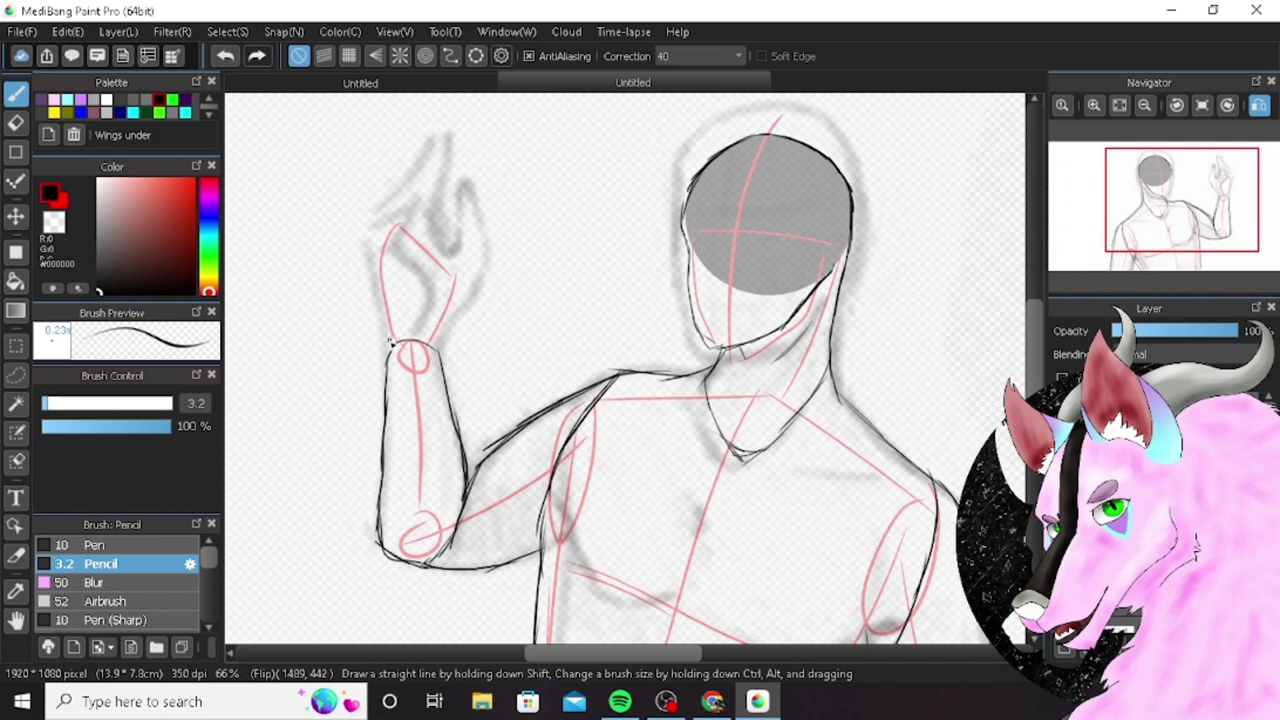 MediBang Paint Pro (64bit)
File(F) Edit(E) Layer(L) Filter(R) Select(S) Snap(N) Color(C) View(V) Tool(T) Window(W) Cloud Time-lapse Help
AntiAliasing Correction 40 Soft Edge
Palette
Untitled
Untitled
Navigator
Wings under
Color
R:0
G:0
#000000
Brush Preview
Layer
Opacity 100
Brush Control
3.2
100 %
Brush: Pencil
10 Pen
3.2 Pencil
50 Blur
52 Airbrush
10 Pen (Sharp)
1920 * 1080 pixel (13.9 * 7.8cm) 350 dpi 66 % (Flip)( 1489, 442 ) Draw a straight line by holding down Shift, Change a brush size by holding down Ctrl, Alt, and dragging
Type here to search